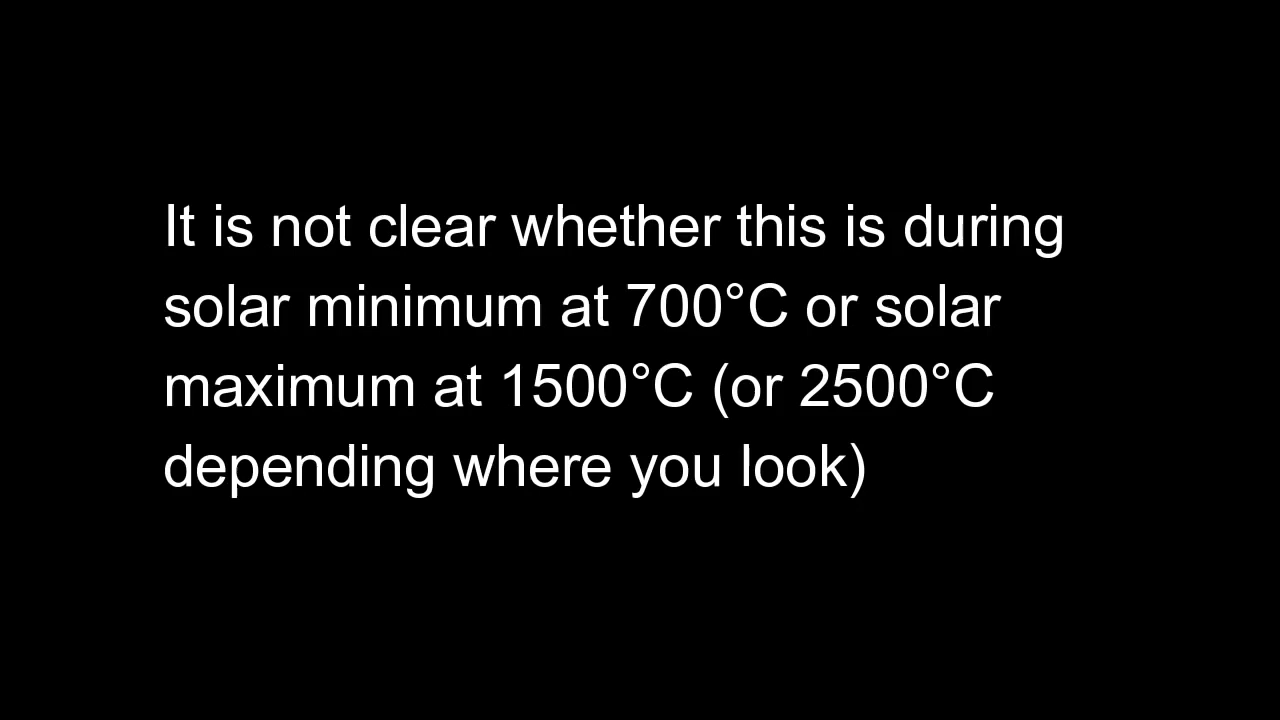 It is not clear whether this is during
solar minimum at 700°C or solar
maximum at 1500°C (or 2500°C
depending where you look)